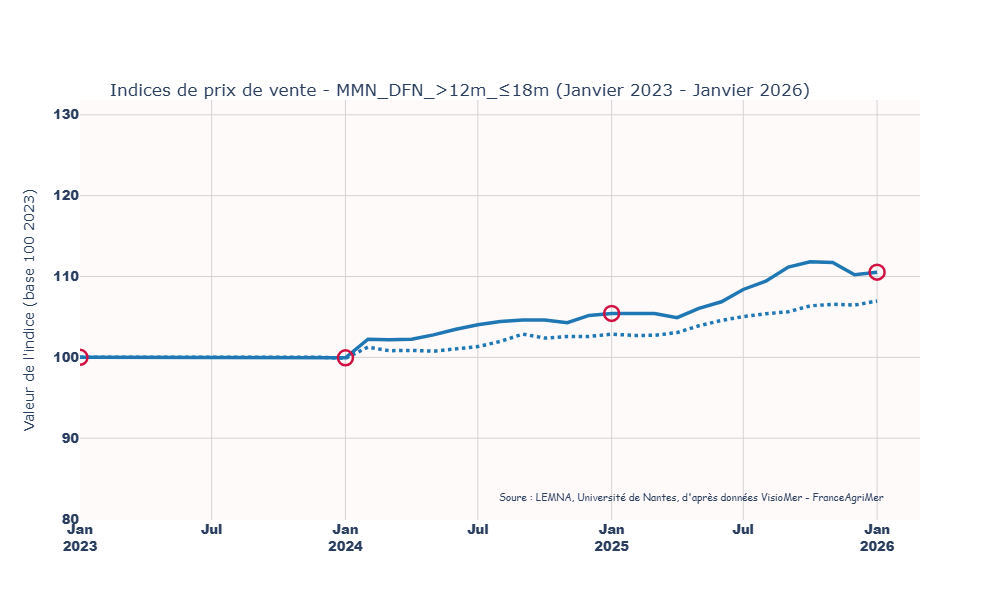 Indices de prix de vente - MMN_DFN_>12m_≤18m (Janvier 2023 - Janvier 2026)
Valeur de l'indice (base 100 2023)
130
120
110
100
90
80
Soure : LEMNA, Université de Nantes, d'après données VisioMer - FranceAgriMer
Jan Jul Jan Jul Jan Jul Jan
2023 2024 2025 2026